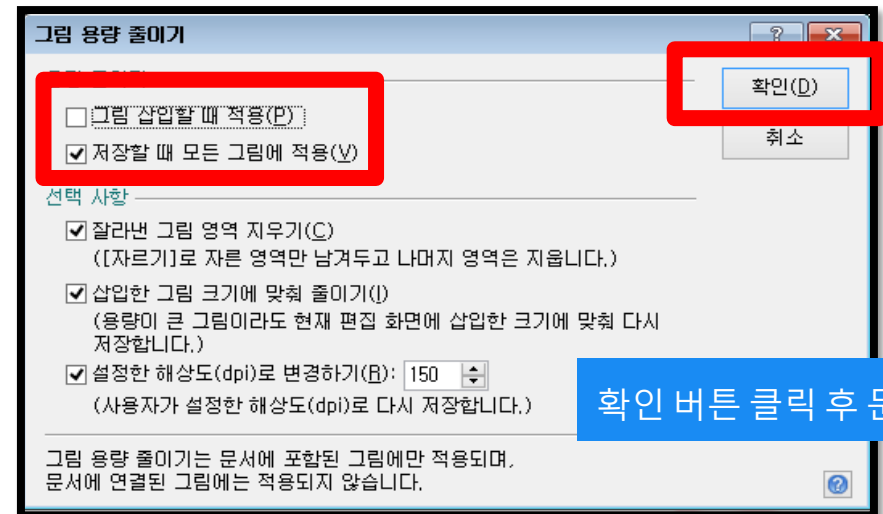 그림 용량 줄이기
확인(D)
그림 삽입할 때 적용(P)
저장할 때 모든 그림에 적용(V)
취소
선택 사항
잘라낸 그림 영역 지우기(C)
([자르기]로 자른 영역만 남겨두고 나머지 영역은 지웁니다.)
삽입한 그림 크기에 맞춰 줄이기(I)
(용량이 큰 그림이라도 현재 편집 화면에 삽입한 크기에 맞춰 다시
저장합니다.)
설정한 해상도(dpi)로 변경하기(R): 150
(사용자가 설정한 해상도(dpi)로 다시 저장합니다.)
확인 버튼 클릭 후
그림 용량 줄이기는 문서에 포함된 그림에만 적용되며,
문서에 연결된 그림에는 적용되지 않습니다.